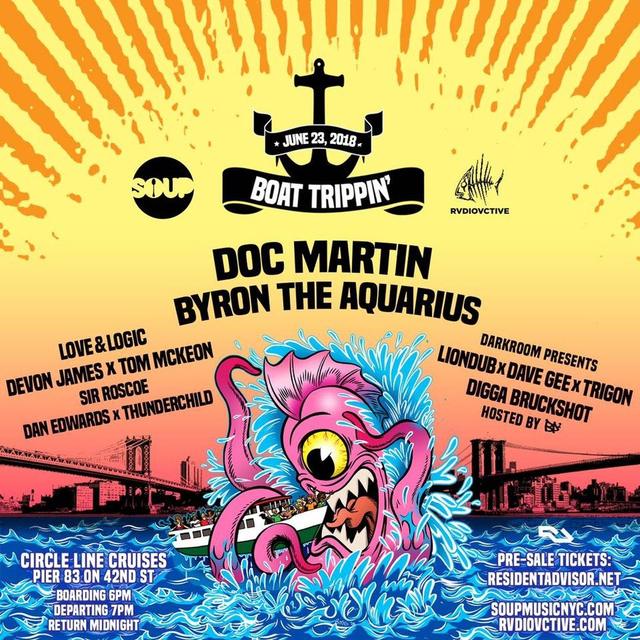 ★ JUNE 23, 2018 ★
BOAT TRIPPIN'
SOUP
RVDIOVCTIVE
DOC MARTIN
BYRON THE AQUARIUS
LOVE & LOGIC
DEVON JAMES x TOM MCKEON
SIR ROSCOE
DAN EDWARDS x THUNDERCHILD
DARKROOM PRESENTS
LIONDUB x DAVE GEE x TRIGON
DIGGA BRUCKSHOT
HOSTED BY
CIRCLE LINE CRUISES
PIER 83 ON 42ND ST
BOARDING 6PM
DEPARTING 7PM
RETURN MIDNIGHT
RA
PRE-SALE TICKETS:
RESIDENTADVISOR.NET
SOUPMUSICNYC.COM
RVDIOVCTIVE.COM